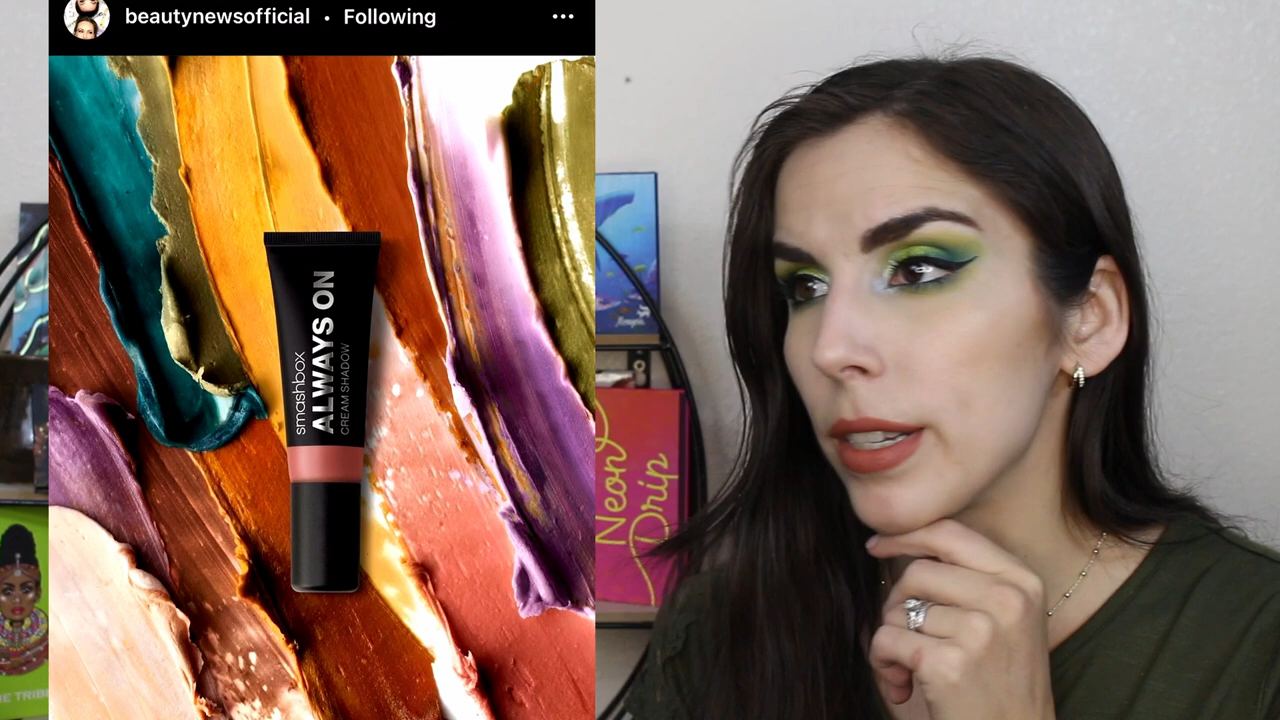 beautynewsofficial • Following
smashbox
ALWAYS ON
CREAM SHADOW
Neon
Drip